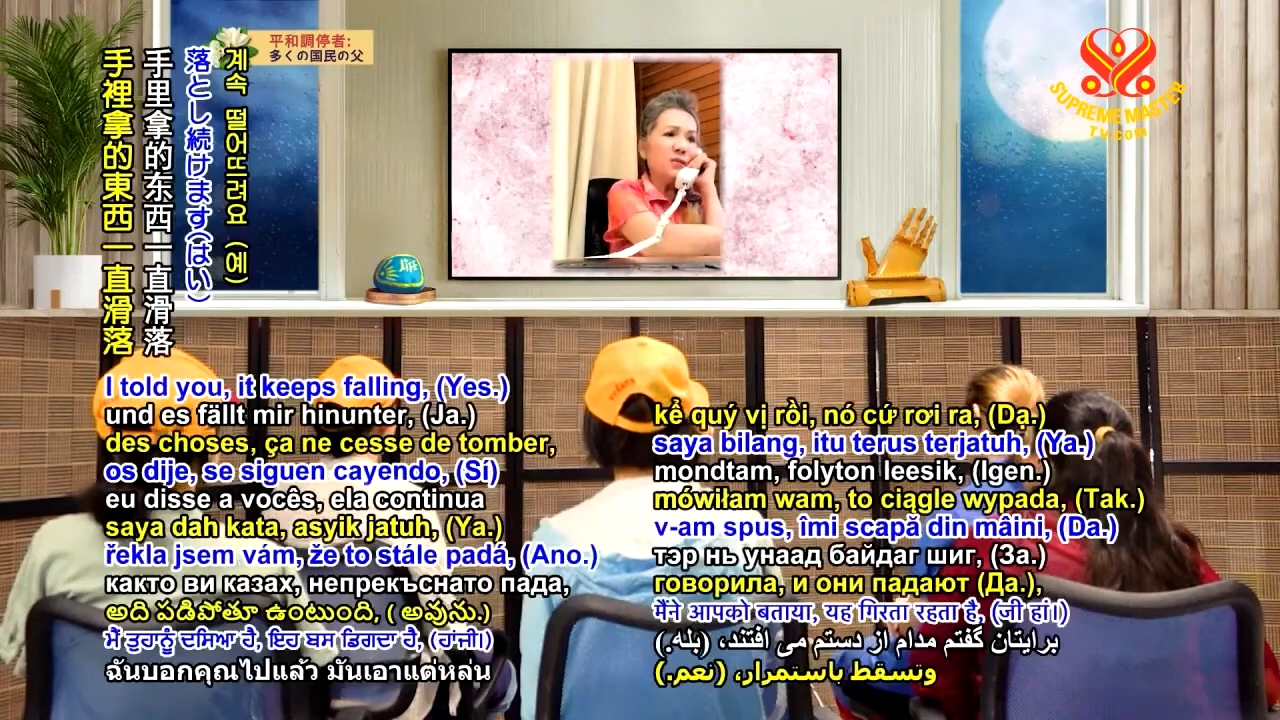 平和調停者:
多くの国民の父
SUPREME MASTER
TV.com
계속 떨어뜨려요 (예)
落とし続けます(はい)
手里拿的东西一直滑落
手裡拿的東西一直滑落
I told you, it keeps falling, (Yes.)
und es fällt mir hinunter, (Ja.)
des choses, ça ne cesse de tomber,
os dije, se siguen cayendo, (Sí)
eu disse a vocês, ela continua
saya dah kata, asyik jatuh, (Ya.)
řekla jsem vám, že to stále padá, (Ano.)
както ви казах, непрекъснато пада,
అది పడిపోతూ ఉంటుంది, ( అవును.)
ਮੈਂ ਤੁਹਾਨੂੰ ਦਸਿਆ ਹੈ, ਇਹ ਬਸ ਡਿਗਦਾ ਹੈ, (ਹਾਂਜੀ।)
ฉันบอกคุณไปแล้ว มันเอาแต่หล่น
kể quý vị rồi, nó cứ rơi ra, (Dạ.)
saya bilang, itu terus terjatuh, (Ya.)
mondtam, folyton leesik, (Igen.)
mówiłam wam, to ciągle wypada, (Tak.)
v-am spus, îmi scapă din mâini, (Da.)
тэр нь унаад байдаг шиг, (За.)
говорила, и они падают (Да.),
मैंने आपको बताया, यह गिरता रहता है, (जी हां।)
برایتان گفتم مدام از دستم می افتند، (بله.)
وتسقط باستمرار، (نعم.)